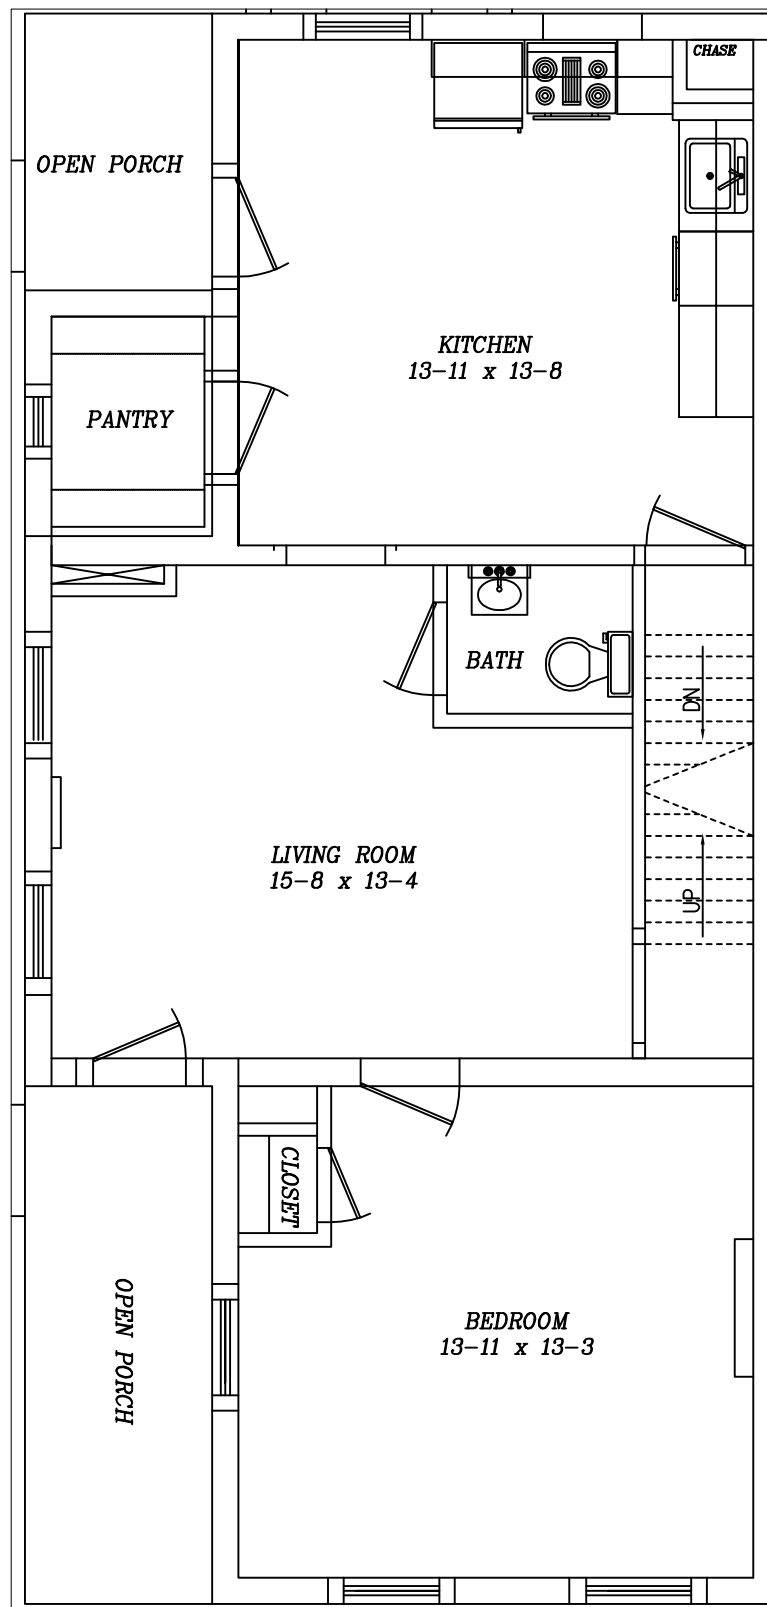 CHASE
OPEN PORCH
KITCHEN
13-11 x 13-8
PANTRY
BATH
DN
LIVING ROOM
15-8 x 13-4
UP
CLOSET
OPEN PORCH
BEDROOM
13-11 x 13-3